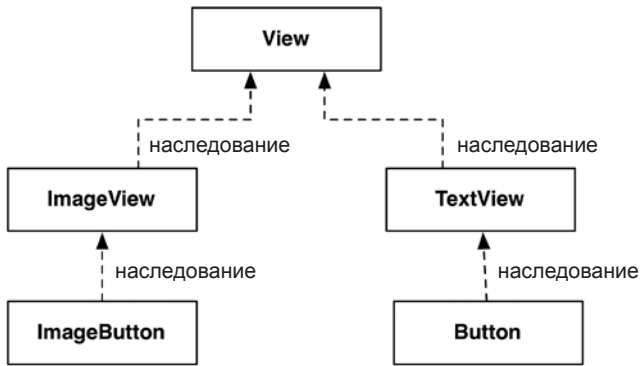 View
наследование
наследование
ImageView
TextView
наследование
наследование
ImageButton
Button